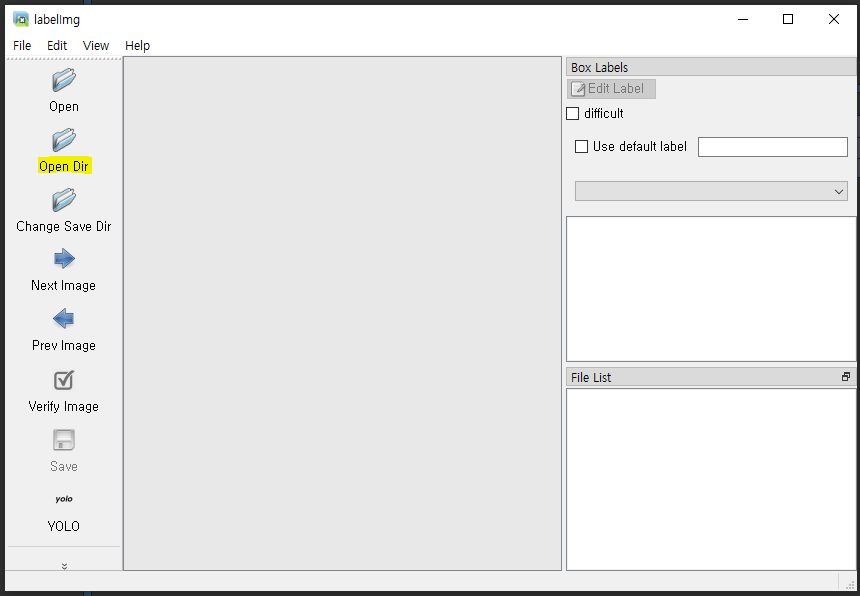 labelImg
File Edit View Help
Open
Open Dir
Change Save Dir
Next Image
Prev Image
Verify Image
Save
yolo
YOLO
Box Labels
Edit Label
difficult
Use default label
File List